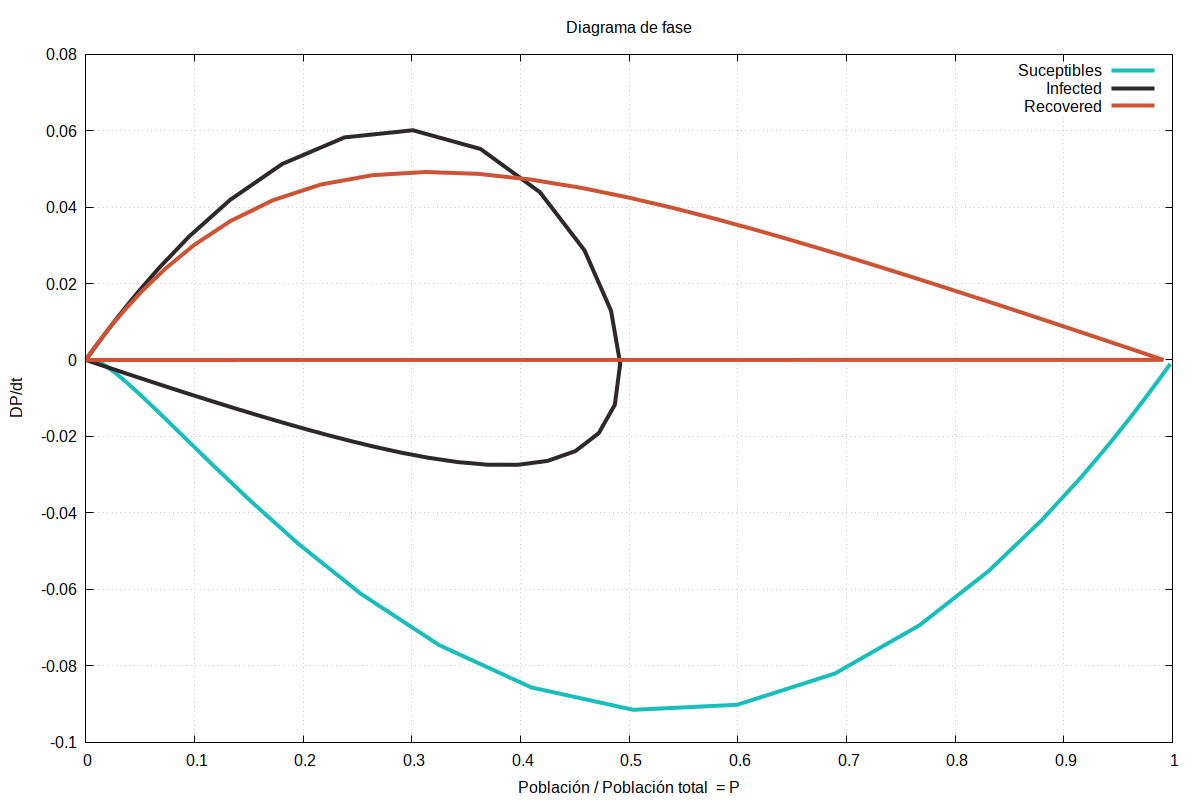 Diagrama de fase
0.08
0.06
0.04
0.02
0
-0.02
-0.04
-0.06
-0.08
-0.1
DP/dt
Suceptibles
Infected
Recovered
0 0.1 0.2 0.3 0.4 0.5 0.6 0.7 0.8 0.9 1
Población / Población total = P